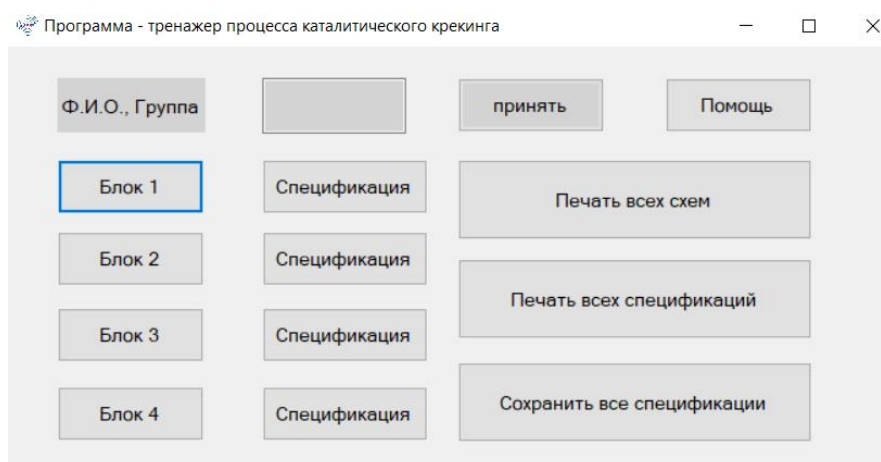 Программа - тренажер процесса каталитического крекинга
Ф.И.О., Группа
принять
Помощь
Блок 1
Спецификация
Печать всех схем
Блок 2
Спецификация
Печать всех спецификаций
Блок 3
Спецификация
Сохранить все спецификации
Блок 4
Спецификация